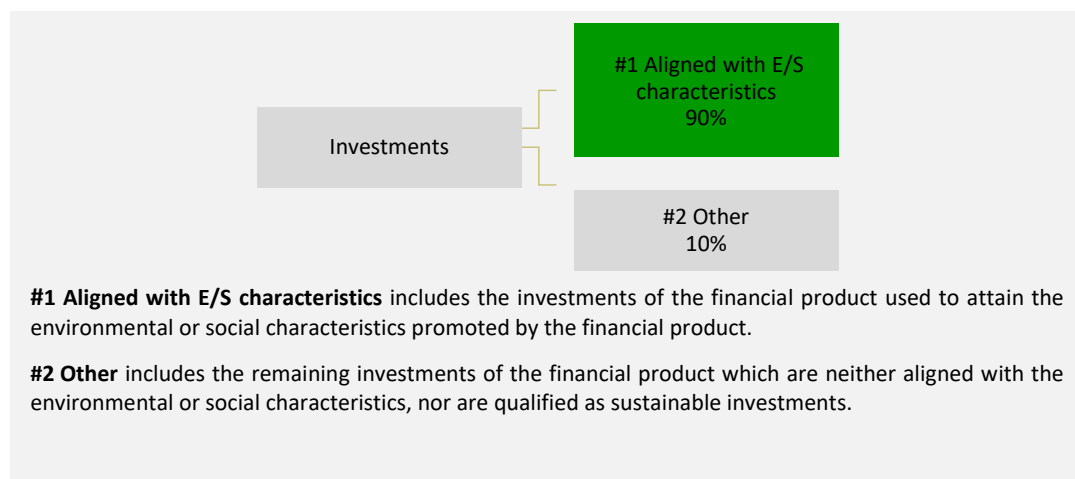 #1 Aligned with E/S
characteristics
90%
Investments
#2 Other
10%
#1 Aligned with E/S characteristics includes the investments of the financial product used to attain the
environmental or social characteristics promoted by the financial product.
#2 Other includes the remaining investments of the financial product which are neither aligned with the
environmental or social characteristics, nor are qualified as sustainable investments.